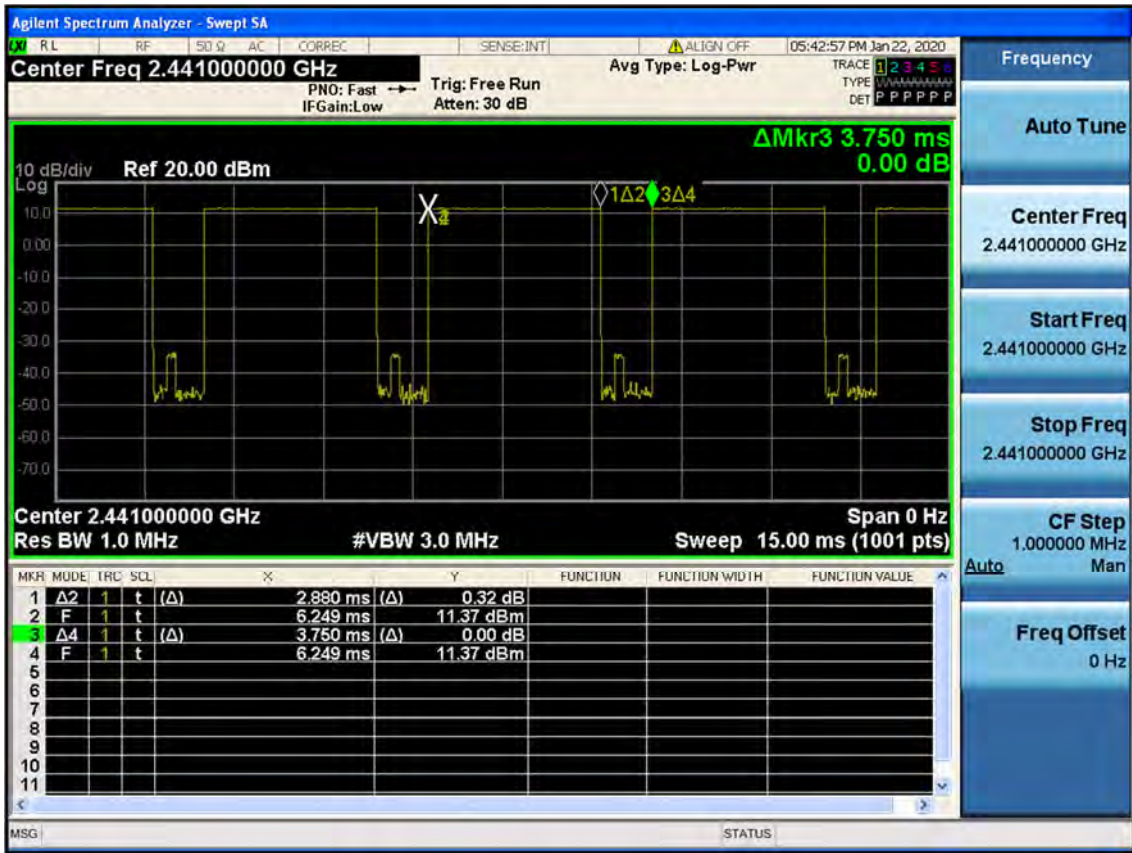 Agilent Spectrum Analyzer - Swept SA
LXI RL RF 50 Ω AC CORREC SENSE:INT ALIGN OFF 05:42:57 PM Jan 22, 2020
Center Freq 2.441000000 GHz
PNO: Fast
IFGain:Low
Trig: Free Run
Atten: 30 dB
Avg Type: Log-Pwr
TRACE 1 2 3 4 5 6
TYPE
DET P P P P P P
ΔMkr3 3.750 ms
0.00 dB
10 dB/div Ref 20.00 dBm
Log
10.0
0.00
-10.0
-20.0
-30.0
-40.0
-50.0
-60.0
-70.0
1Δ2 3Δ4
Center 2.441000000 GHz Span 0 Hz
Res BW 1.0 MHz #VBW 3.0 MHz Sweep 15.00 ms (1001 pts)
MKR MODE TRC SCL X Y FUNCTION FUNCTION WIDTH FUNCTION VALUE
1 Δ2 1 t (Δ) 2.880 ms (Δ) 0.32 dB
2 F 1 t 6.249 ms 11.37 dBm
3 Δ4 1 t (Δ) 3.750 ms (Δ) 0.00 dB
4 F 1 t 6.249 ms 11.37 dBm
5
6
7
8
9
10
11
MSG STATUS
Frequency
Auto Tune
Center Freq
2.441000000 GHz
Start Freq
2.441000000 GHz
Stop Freq
2.441000000 GHz
CF Step
1.000000 MHz
Auto Man
Freq Offset
0 Hz